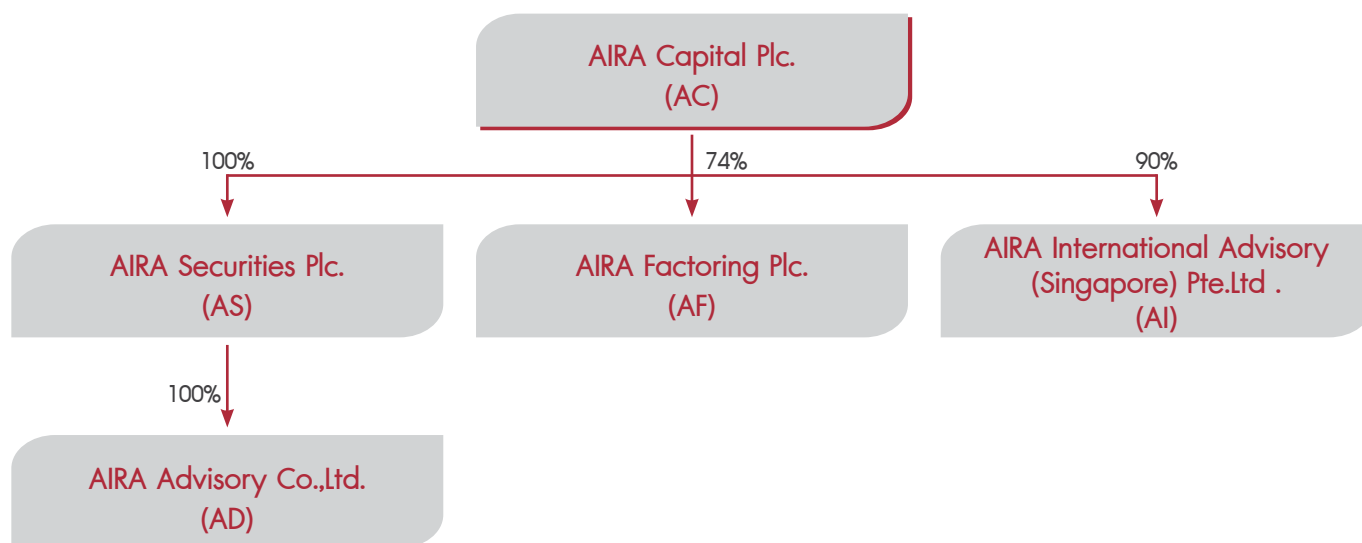 AIRA Capital Plc.
(AC)
100%
74%
90%
AIRA Securities Plc.
(AS)
AIRA Factoring Plc.
(AF)
AIRA International Advisory
(Singapore) Pte.Ltd .
(AI)
100%
AIRA Advisory Co.,Ltd.
(AD)